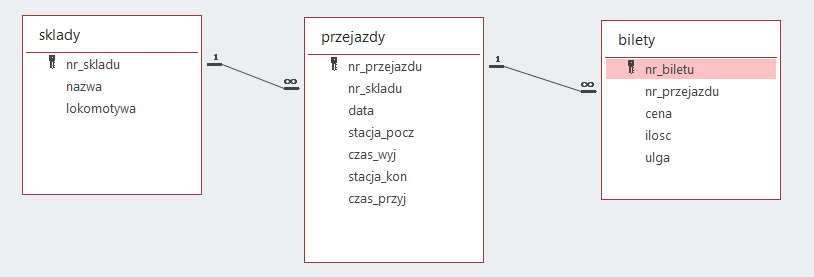 sklady
nr_skladu
nazwa
lokomotywa
1
∞
przejazdy
nr_przejazdu
nr_skladu
data
stacja_pocz
czas_wyj
stacja_kon
czas_przyj
1
∞
bilety
nr_biletu
nr_przejazdu
cena
ilosc
ulga